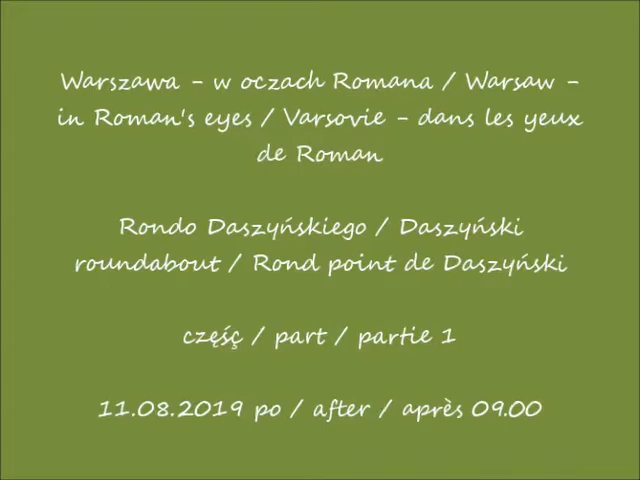 Warszawa - w oczach Romana / Warsaw -
in Roman's eyes / Varsovie - dans les yeux
de Roman
Rondo Daszyńskiego / Daszyński
roundabout / Rond point de Daszyński
częśç / part / partie 1
11.08.2019 po / after / après 09.00